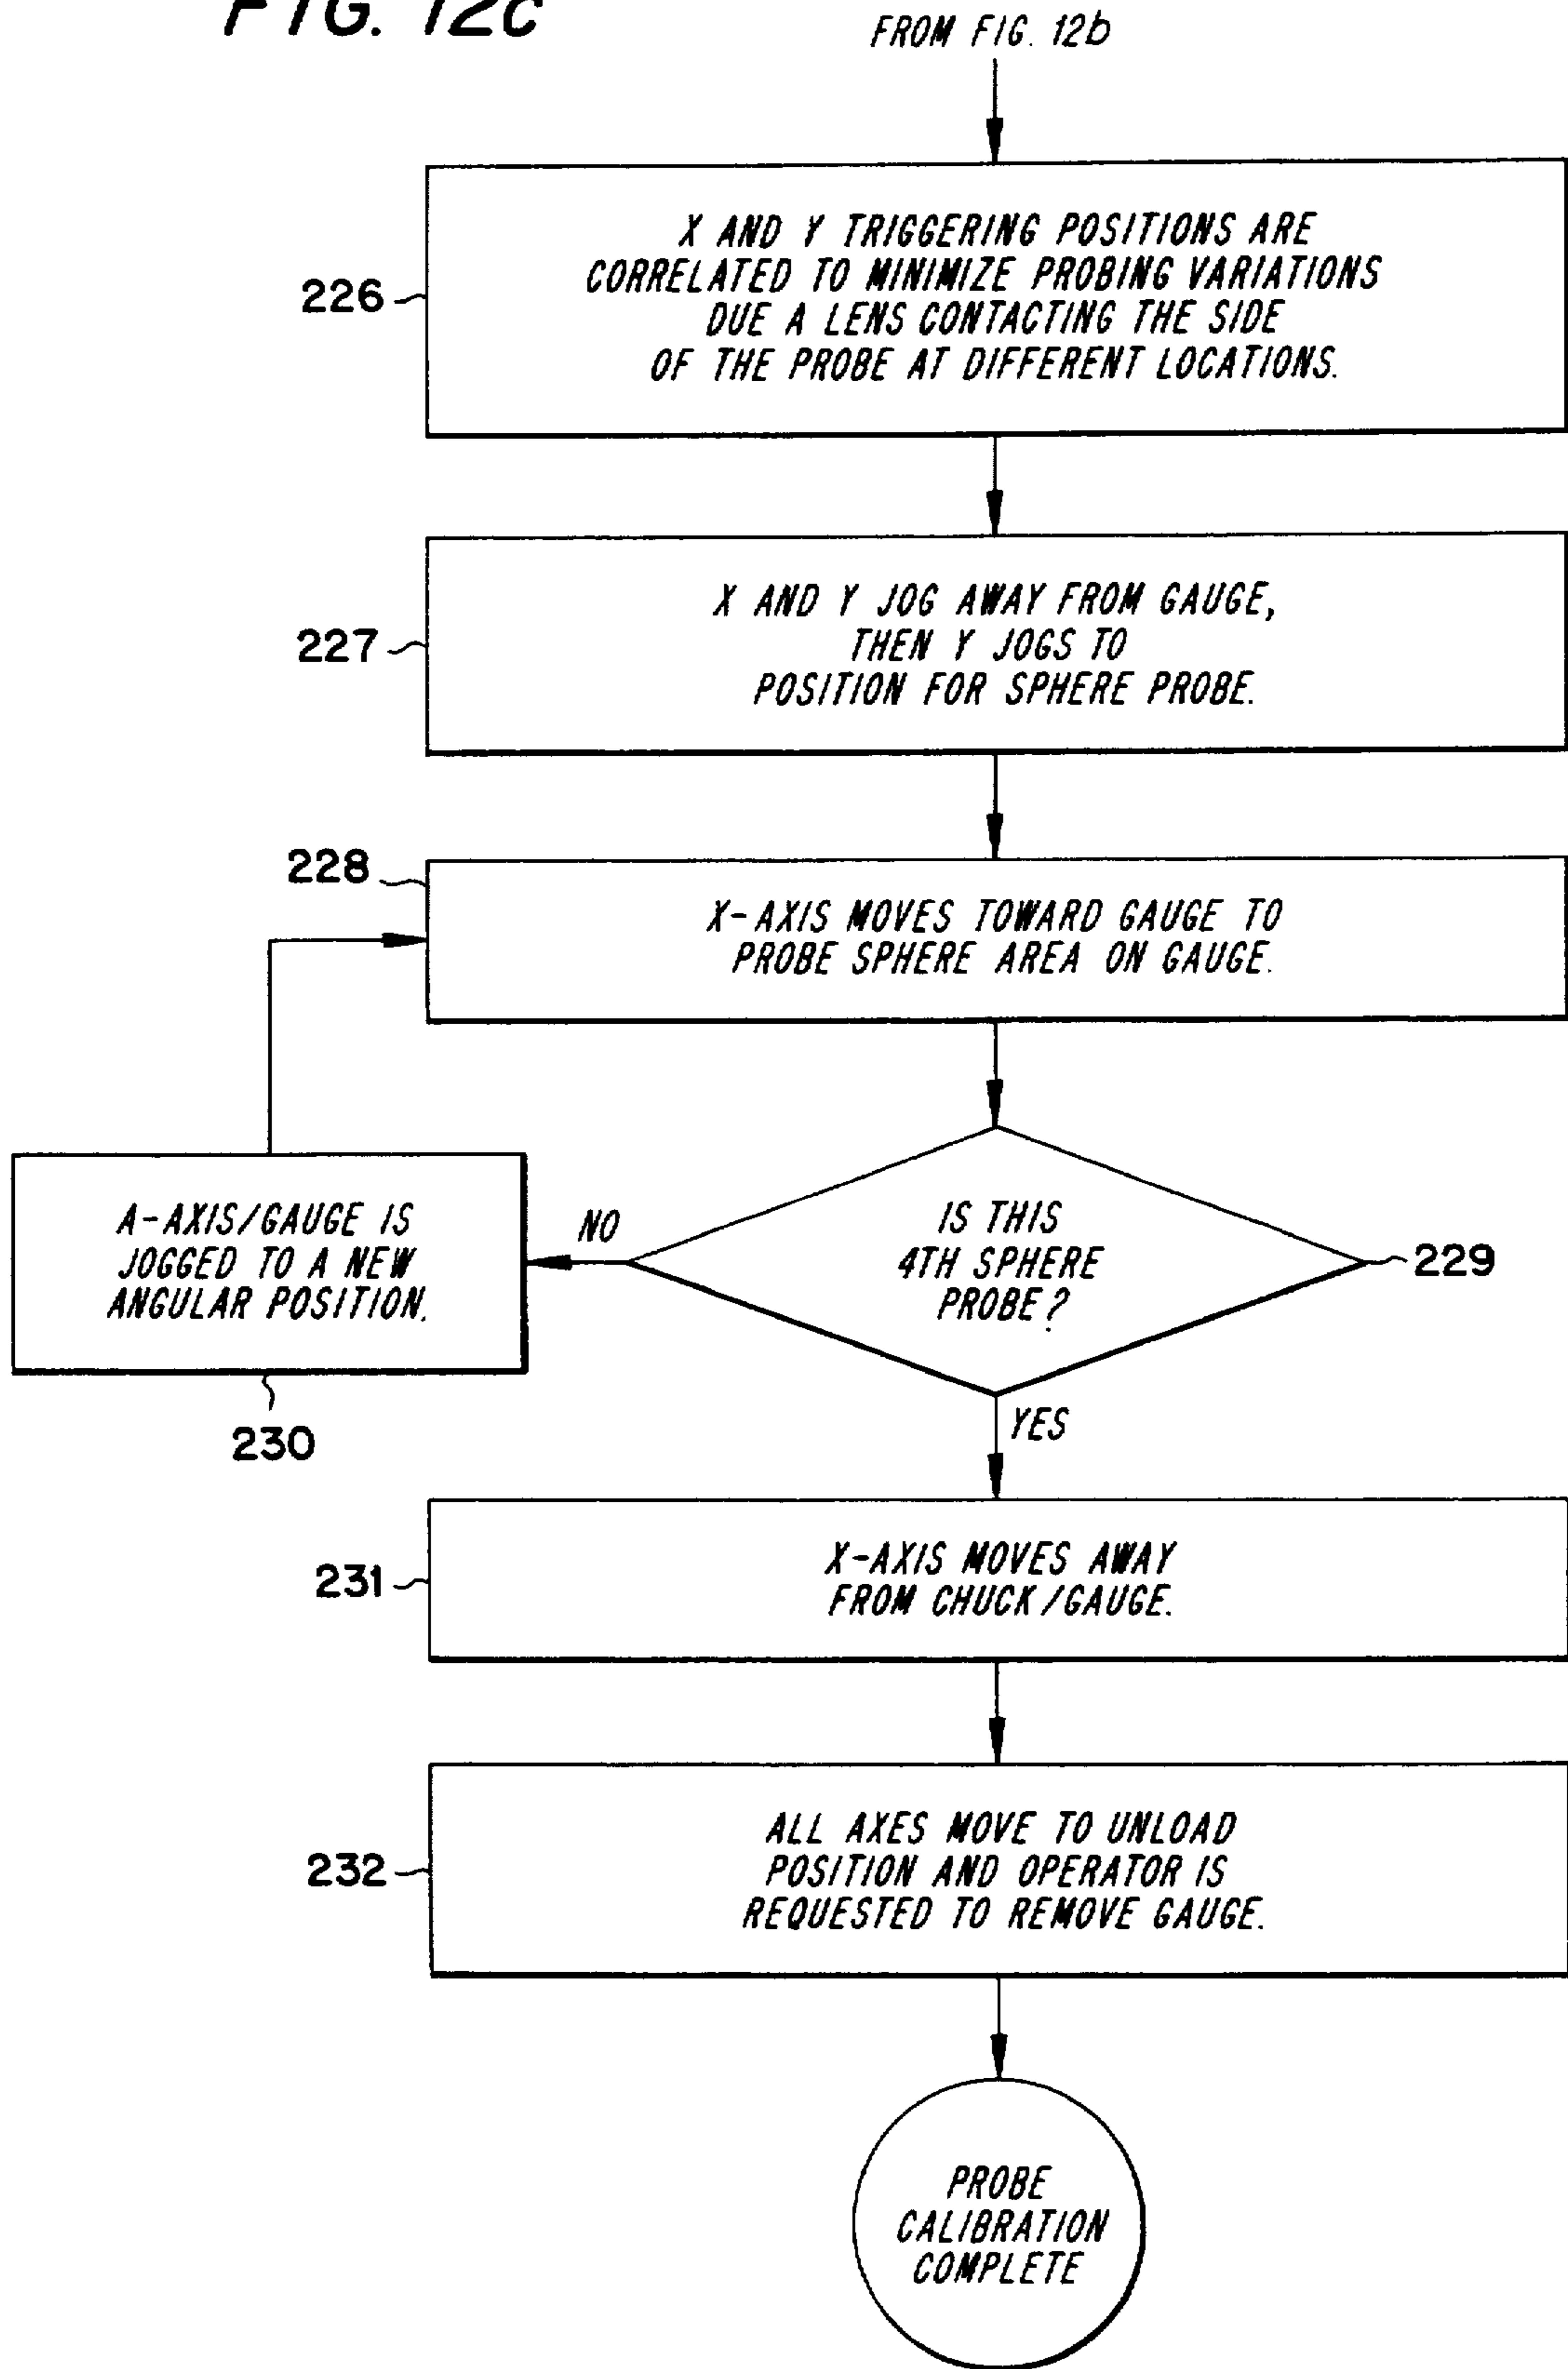 FIG. 12c
FROM FIG. 12b
X AND Y TRIGGERING POSITIONS ARE
CORRELATED TO MINIMIZE PROBING VARIATIONS
DUE A LENS CONTACTING THE SIDE
OF THE PROBE AT DIFFERENT LOCATIONS.
226
X AND Y JOG AWAY FROM GAUGE,
THEN Y JOGS TO
POSITION FOR SPHERE PROBE.
227
228
X-AXIS MOVES TOWARD GAUGE TO
PROBE SPHERE AREA ON GAUGE.
A-AXIS/GAUGE IS
JOGGED TO A NEW
ANGULAR POSITION.
230
NO
IS THIS
4TH SPHERE
PROBE?
229
YES
X-AXIS MOVES AWAY
FROM CHUCK/GAUGE.
231
ALL AXES MOVE TO UNLOAD
POSITION AND OPERATOR IS
REQUESTED TO REMOVE GAUGE.
232
PROBE
CALIBRATION
COMPLETE